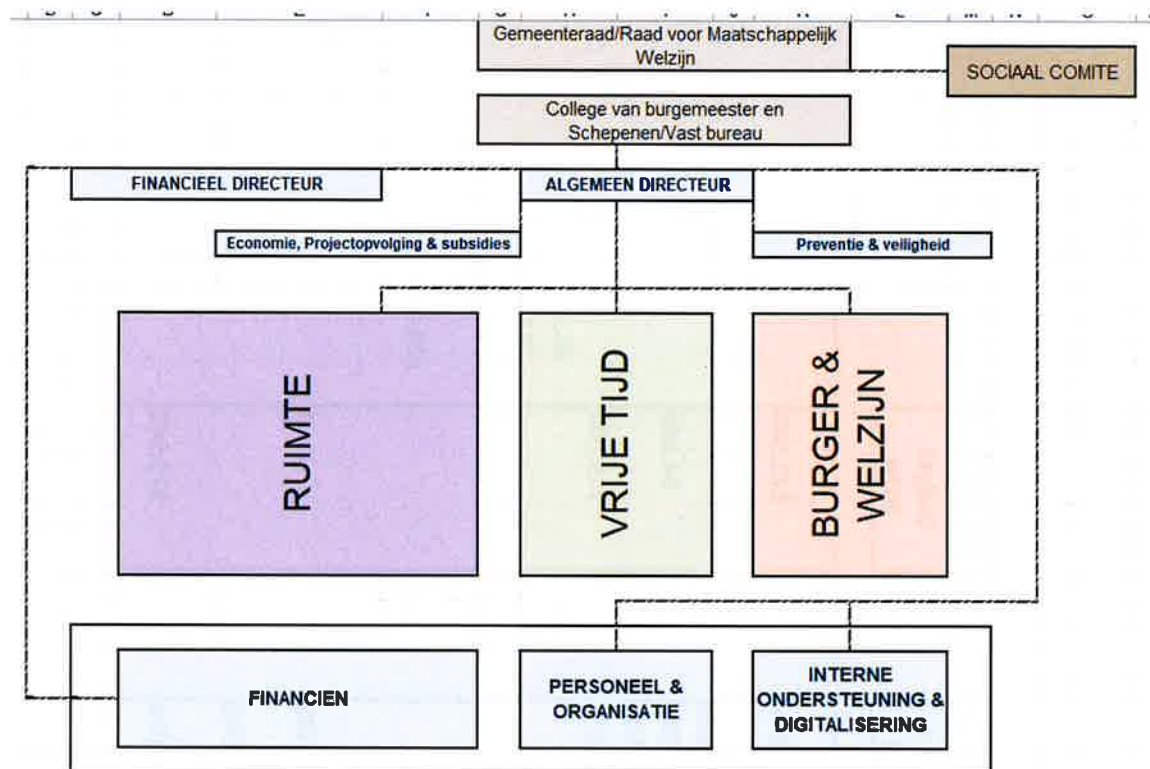 Gemeenteraad/Raad voor Maatschappelijk
Welzijn
SOCIAAL COMITE
College van burgemeester en
Schepenen/Vast bureau
FINANCIEEL DIRECTEUR
ALGEMEEN DIRECTEUR
Economie, Projectopvolging & subsidies
Preventie & veiligheid
RUIMTE
VRIJE TIJD
BURGER &
WELZIJN
FINANCIEN
PERSONEEL &
ORGANISATIE
INTERNE
ONDERSTEUNING &
DIGITALISERING